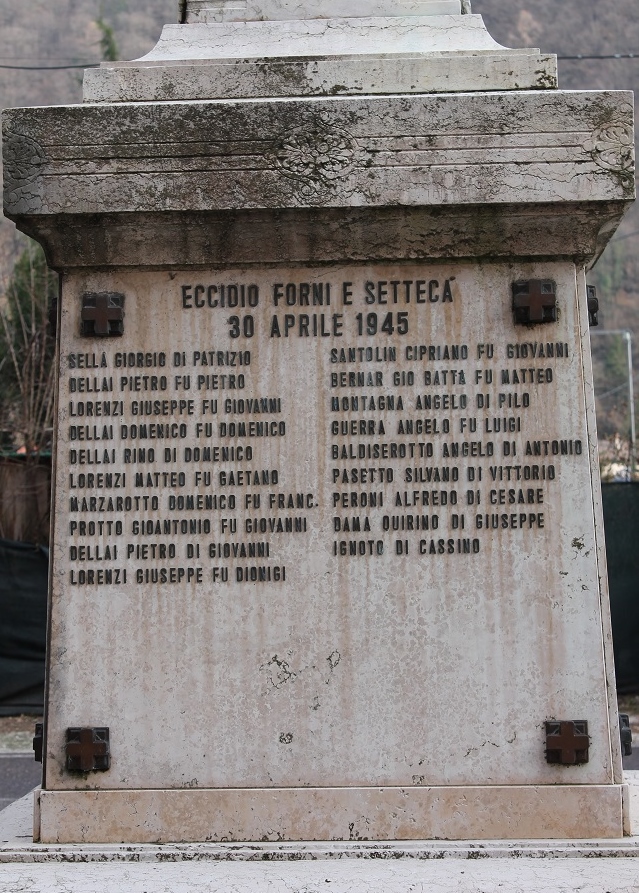 ECCIDIO FORNI E SETTECÀ
30 APRILE 1945
SELLA GIORGIO DI PATRIZIO
DELLAI PIETRO FU PIETRO
LORENZI GIUSEPPE FU GIOVANNI
DELLAI DOMENICO FU DOMENICO
DELLAI RINO DI DOMENICO
LORENZI MATTEO FU GAETANO
MARZAROTTO DOMENICO FU FRANC.
PROTTO GIOANTONIO FU GIOVANNI
DELLAI PIETRO DI GIOVANNI
LORENZI GIUSEPPE FU DIONIGI
SANTOLIN CIPRIANO FU GIOVANNI
BERNAR GIO BATTA FU MATTEO
MONTAGNA ANGELO DI PILO
GUERRA ANGELO FU LUIGI
BALDISEROTTO ANGELO DI ANTONIO
PASETTO SILVANO DI VITTORIO
PERONI ALFREDO DI CESARE
DAMA QUIRINO DI GIUSEPPE
IGNOTO DI CASSINO